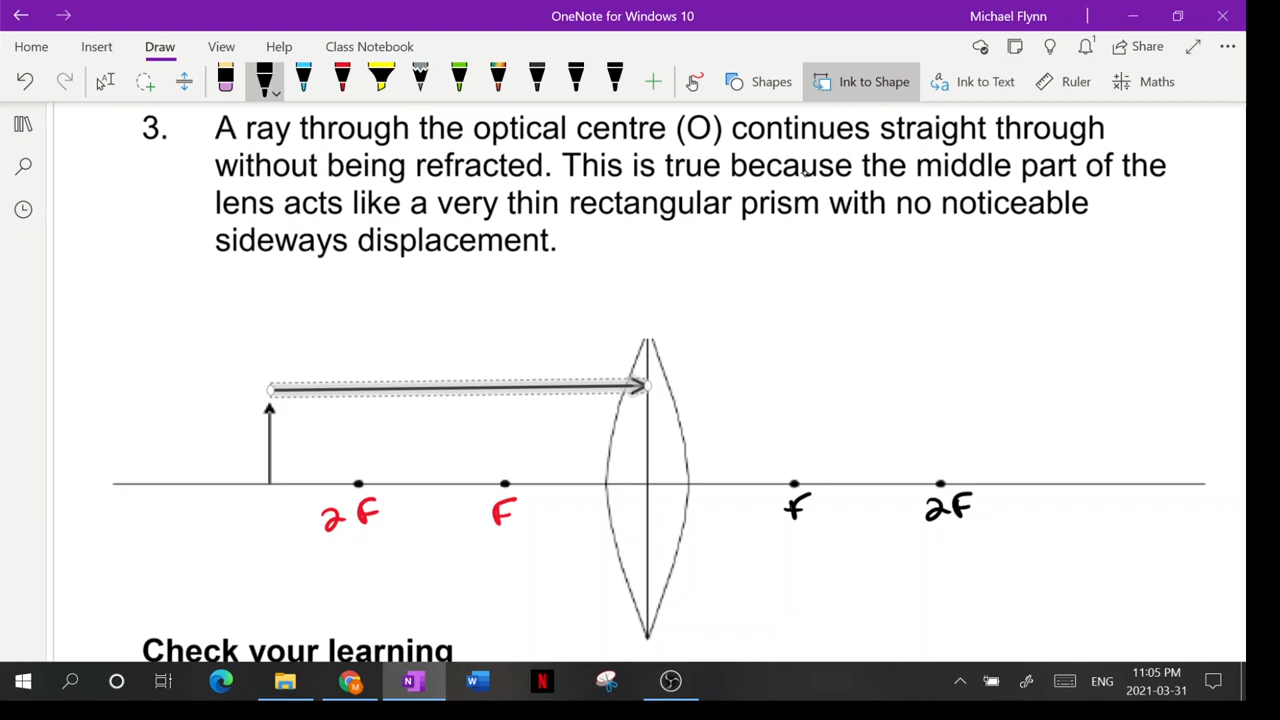 OneNote for Windows 10
Michael Flynn
Home Insert Draw View Help Class Notebook Share
Shapes Ink to Shape Ink to Text Ruler Maths
3. A ray through the optical centre (O) continues straight through
without being refracted. This is true because the middle part of the
lens acts like a very thin rectangular prism with no noticeable
sideways displacement.
2F F F 2F
Check your learning
11:05 PM
ENG
2021-03-31